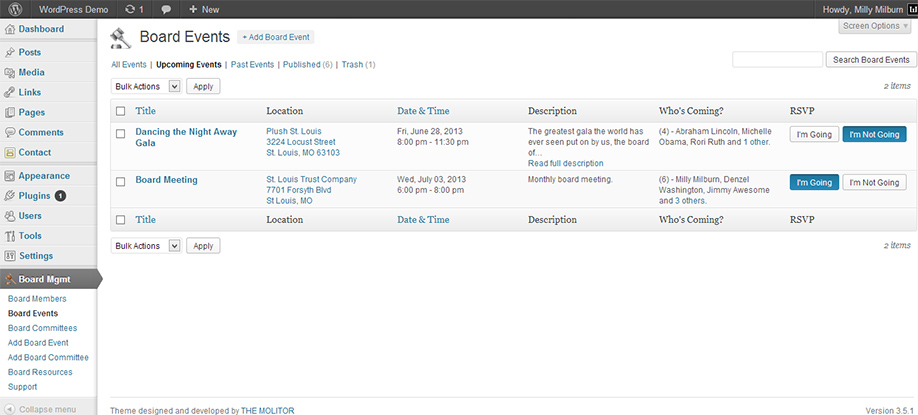 WordPress Demo 1 + New Howdy, Milly Milburn
Screen Options
Dashboard
Posts
Media
Links
Pages
Comments
Contact
Appearance
Plugins 1
Users
Tools
Settings
Board Mgmt
Board Members
Board Events
Board Committees
Add Board Event
Add Board Committee
Board Resources
Support
Collapse menu
Board Events + Add Board Event
All Events | Upcoming Events | Past Events | Published (6) | Trash (1)
Search Board Events
Bulk Actions Apply 2 items
Title Location Date & Time Description Who's Coming? RSVP
Dancing the Night Away
Gala
Plush St. Louis
3224 Locust Street
St. Louis, MO 63103
Fri, June 28, 2013
8:00 pm - 11:30 pm
The greatest gala the world has
ever seen put on by us, the board
of...
Read full description
(4) - Abraham Lincoln, Michelle
Obama, Rori Ruth and 1 other.
I'm Going I'm Not Going
Board Meeting
St. Louis Trust Company
7701 Forsyth Blvd
St Louis, MO
Wed, July 03, 2013
6:00 pm - 8:00 pm
Monthly board meeting.
(6) - Milly Milburn, Denzel
Washington, Jimmy Awesome
and 3 others.
I'm Going I'm Not Going
Title Location Date & Time Description Who's Coming? RSVP
Bulk Actions Apply 2 items
Theme designed and developed by THE MOLITOR Version 3.5.1